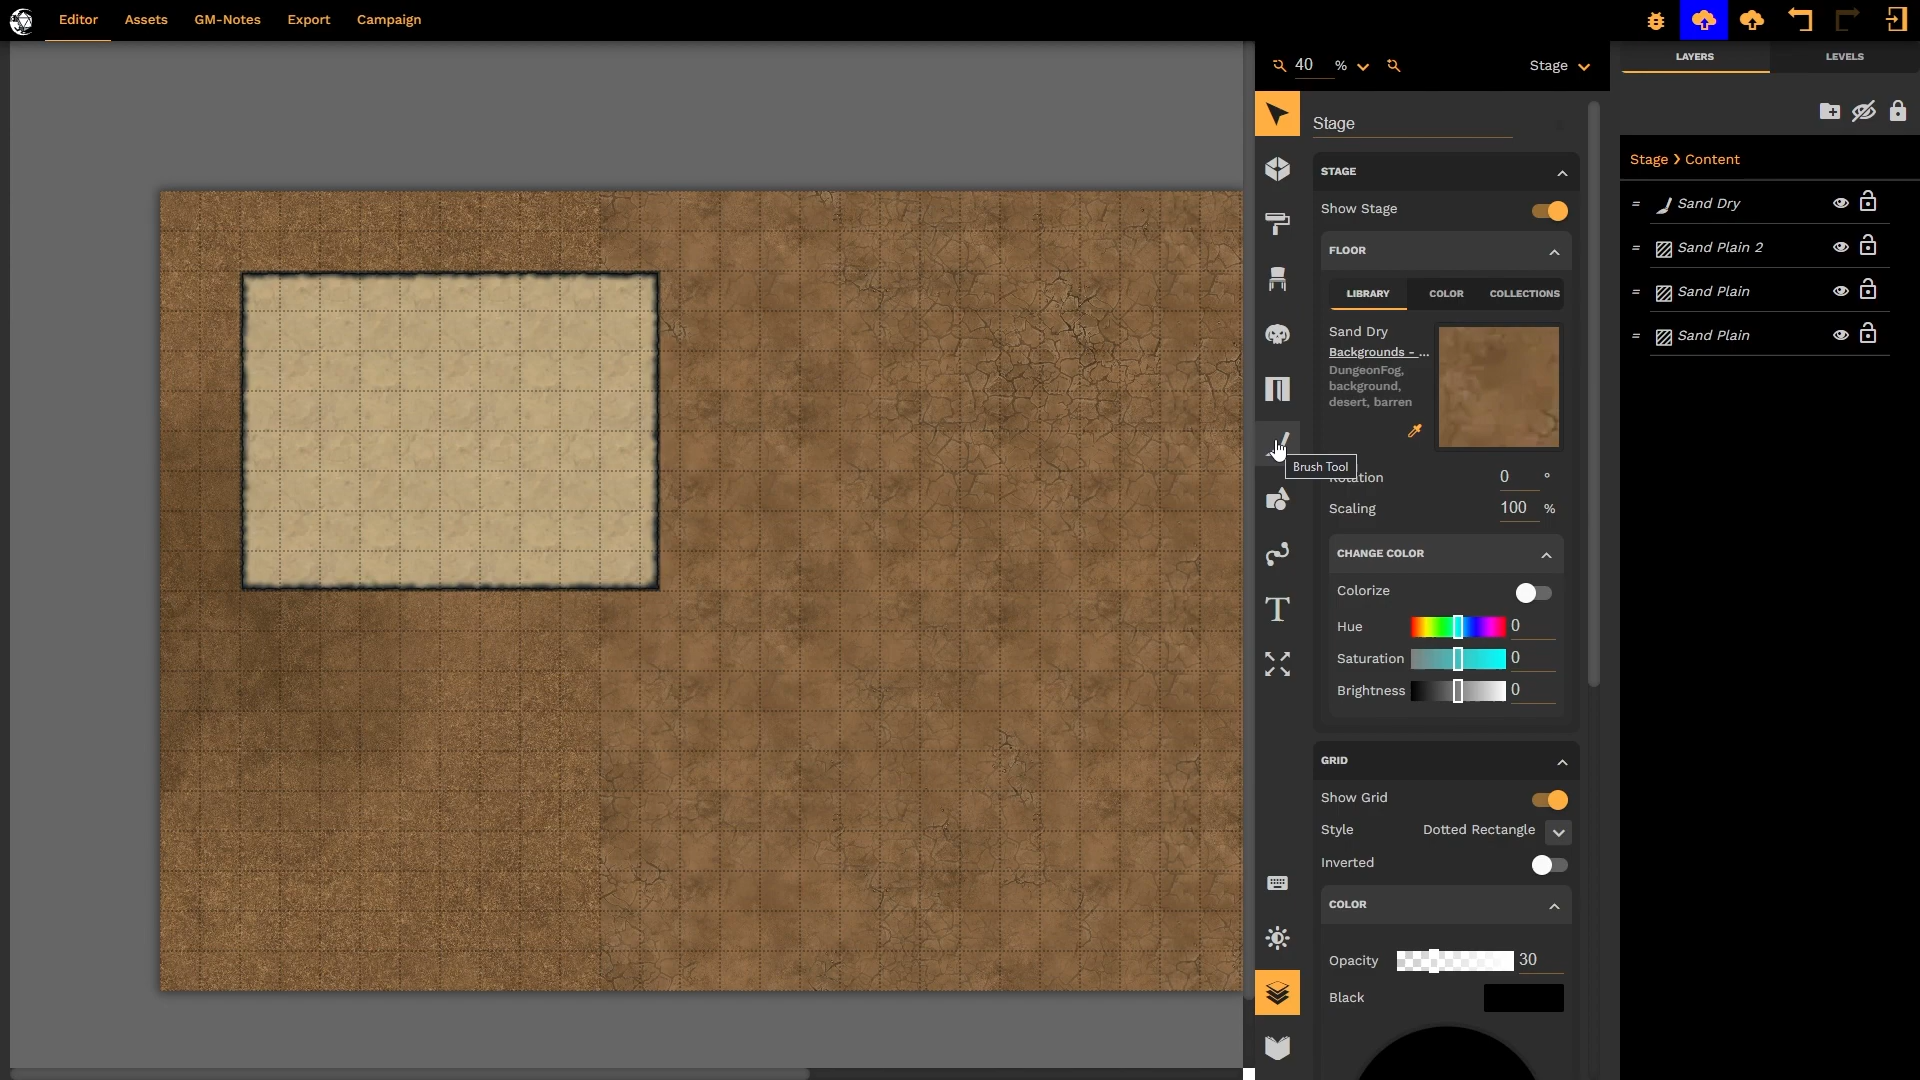 Editor Assets GM-Notes Export Campaign
40 % Stage
LAYERS LEVELS
Stage
Stage › Content
STAGE
Show Stage
Sand Dry
Sand Plain 2
Sand Plain
Sand Plain
FLOOR
LIBRARY COLOR COLLECTIONS
Sand Dry
Backgrounds - ...
DungeonFog,
background,
desert, barren
Brush Tool
otation 0 °
Scaling 100 %
CHANGE COLOR
Colorize
Hue 0
Saturation 0
Brightness 0
GRID
Show Grid
Style Dotted Rectangle
Inverted
COLOR
Opacity 30
Black